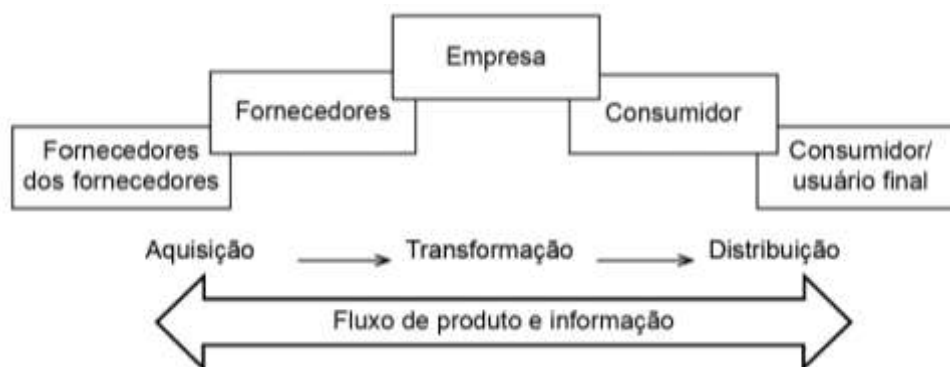 Empresa
Fornecedores
Consumidor
Fornecedores
dos fornecedores
Consumidor/
usuário final
Aquisição
Transformação
Distribuição
Fluxo de produto e informação